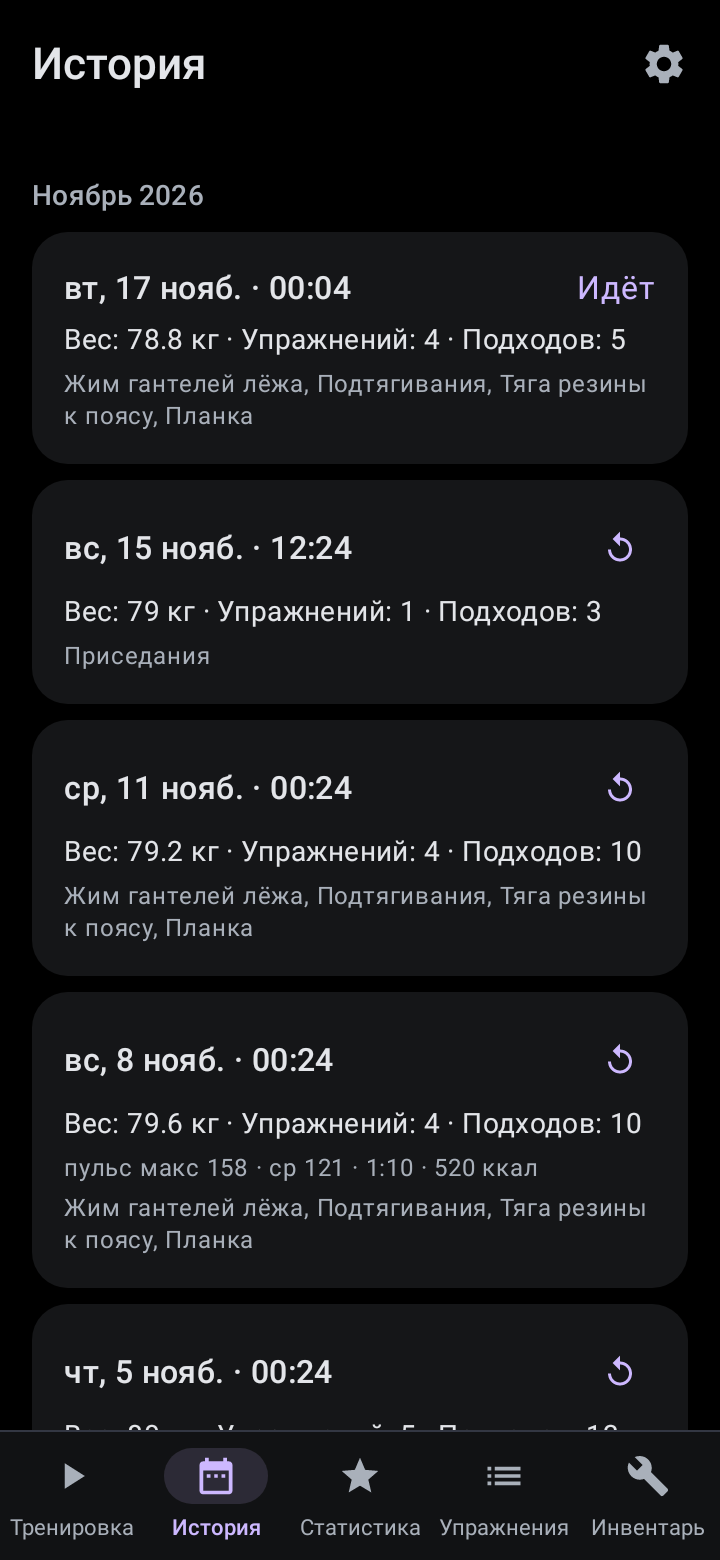 История
Ноябрь 2026
вт, 17 нояб. · 00:04
Идёт
Вес: 78.8 кг · Упражнений: 4 · Подходов: 5
Жим гантелей лёжа, Подтягивания, Тяга резины
к поясу, Планка
вс, 15 нояб. · 12:24
Вес: 79 кг · Упражнений: 1 · Подходов: 3
Приседания
ср, 11 нояб. · 00:24
Вес: 79.2 кг · Упражнений: 4 · Подходов: 10
Жим гантелей лёжа, Подтягивания, Тяга резины
к поясу, Планка
вс, 8 нояб. · 00:24
Вес: 79.6 кг · Упражнений: 4 · Подходов: 10
пульс макс 158 · ср 121 · 1:10 · 520 ккал
Жим гантелей лёжа, Подтягивания, Тяга резины
к поясу, Планка
чт, 5 нояб. · 00:24
Тренировка
История
Статистика
Упражнения
Инвентарь